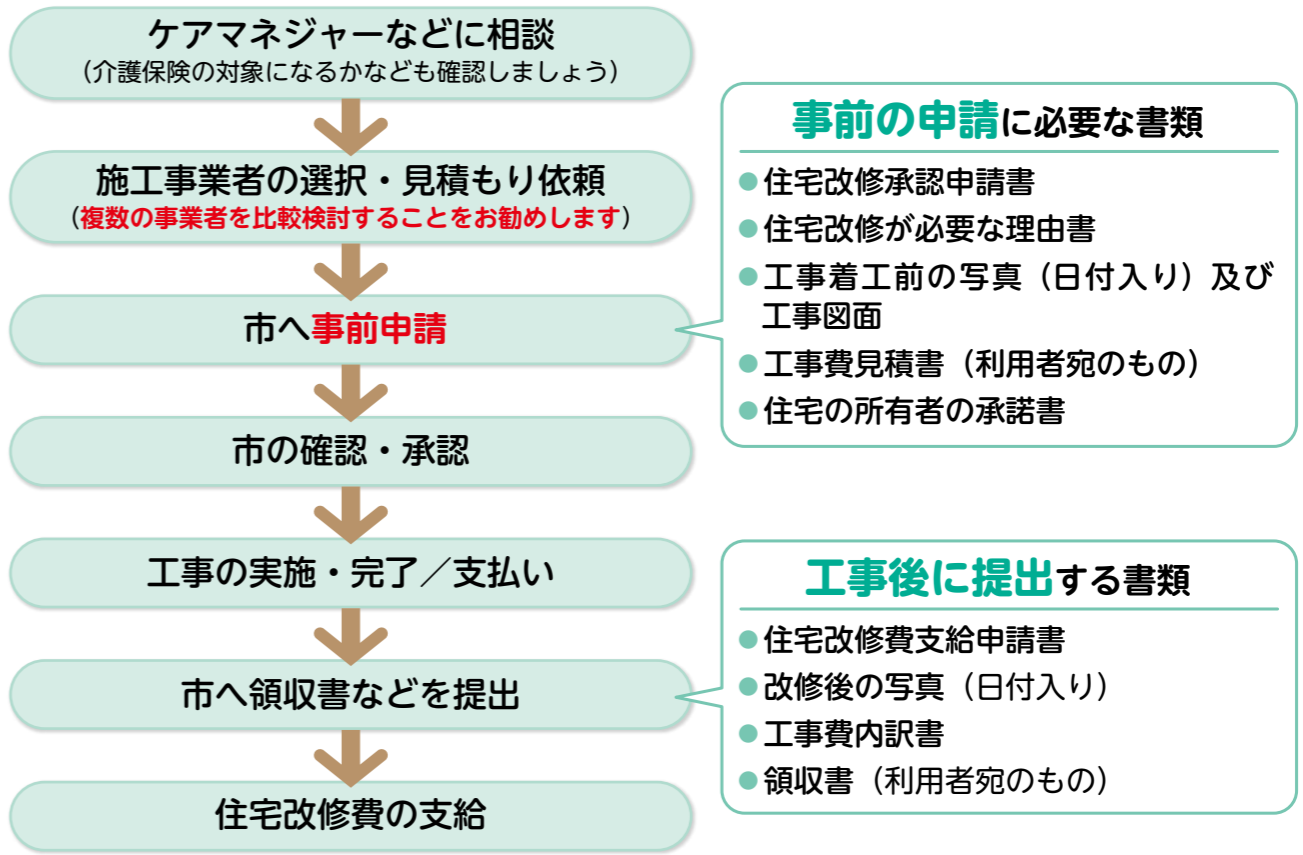 ケアマネジャーなどに相談
（介護保険の対象になるかなども確認しましょう）
施工事業者の選択・見積もり依頼
（複数の事業者を比較検討することをお勧めします）
市へ事前申請
市の確認・承認
工事の実施・完了／支払い
市へ領収書などを提出
住宅改修費の支給
事前の申請に必要な書類
●住宅改修承認申請書
●住宅改修が必要な理由書
●工事着工前の写真（日付入り）及び
工事図面
●工事費見積書（利用者宛のもの）
●住宅の所有者の承諾書
工事後に提出する書類
●住宅改修費支給申請書
●改修後の写真（日付入り）
●工事費内訳書
●領収書（利用者宛のもの）